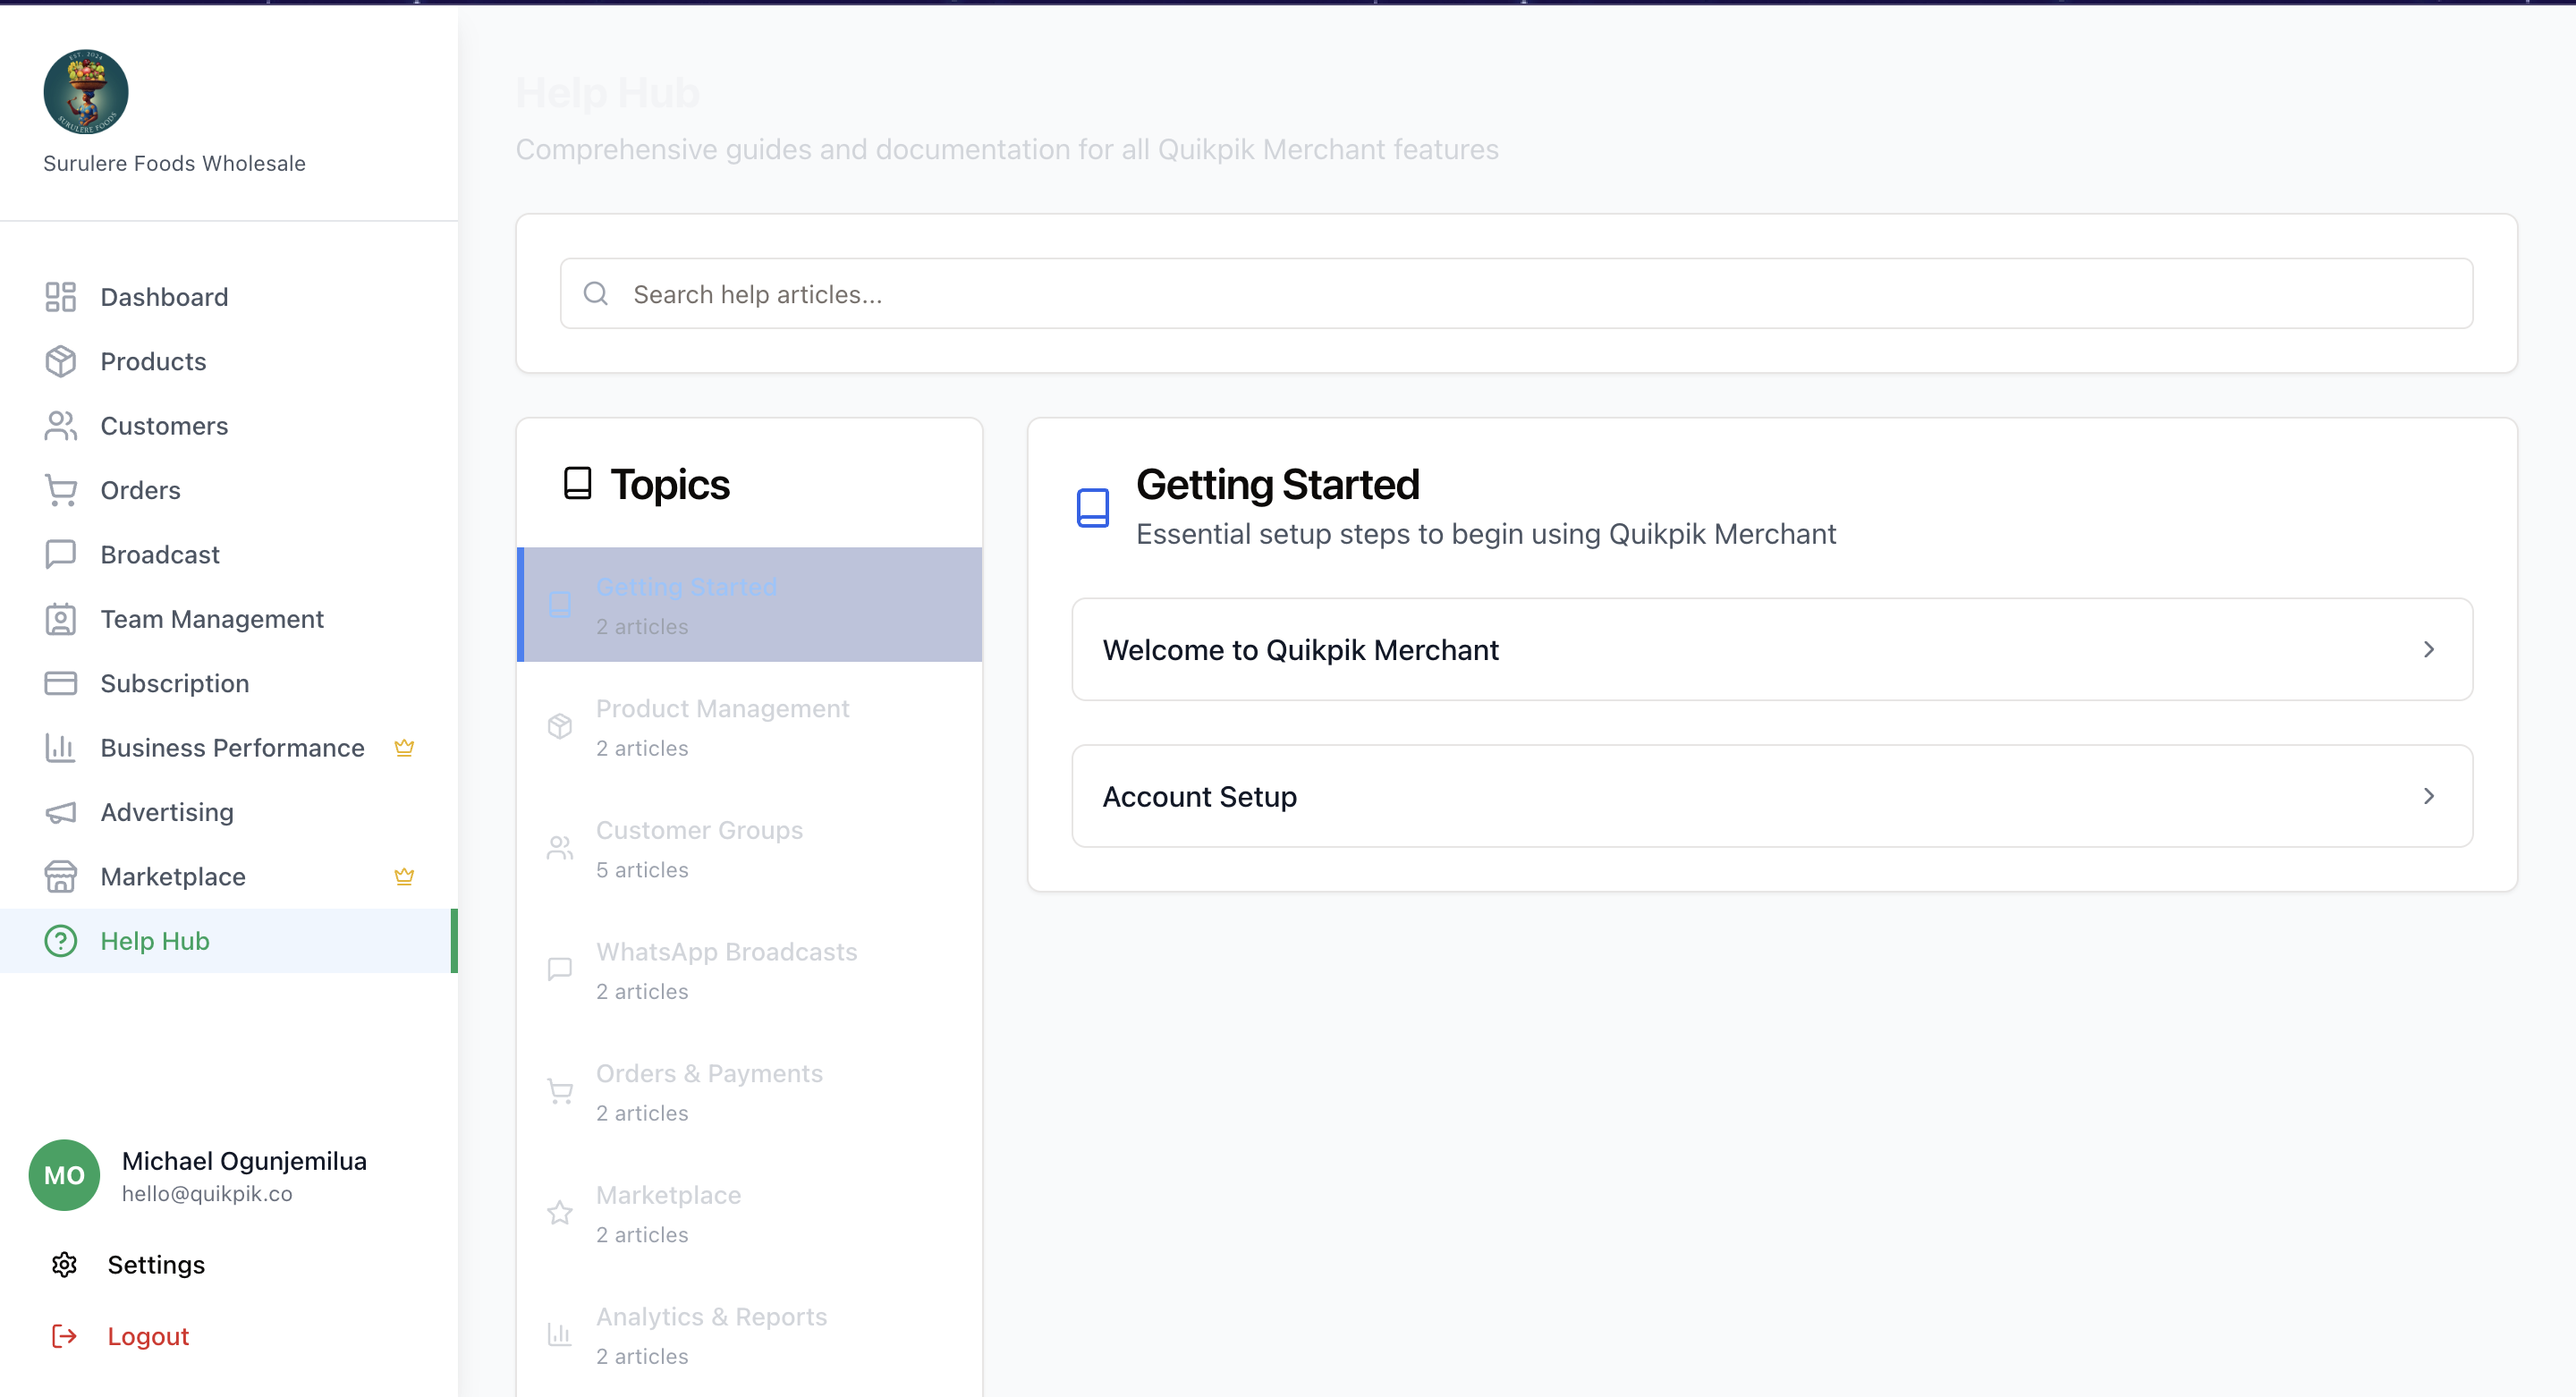 EST. 2024
SURULERE FOODS
Surulere Foods Wholesale
Dashboard
Products
Customers
Orders
Broadcast
Team Management
Subscription
Business Performance
Advertising
Marketplace
Help Hub
MO
Michael Ogunjemilua
hello@quikpik.co
Settings
Logout
Help Hub
Comprehensive guides and documentation for all Quikpik Merchant features
Search help articles...
Topics
Getting Started
2 articles
Product Management
2 articles
Customer Groups
5 articles
WhatsApp Broadcasts
2 articles
Orders & Payments
2 articles
Marketplace
2 articles
Analytics & Reports
2 articles
Getting Started
Essential setup steps to begin using Quikpik Merchant
Welcome to Quikpik Merchant
Account Setup